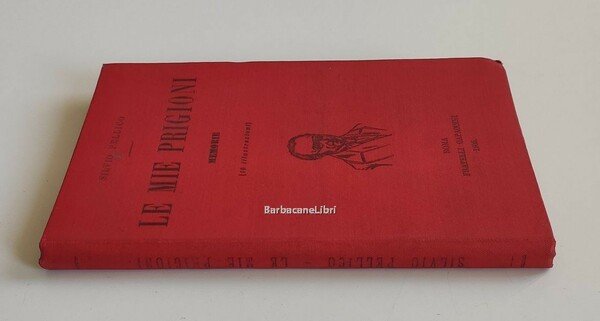 SILVIO PELLICO
LE MIE PRIGIONI
MEMORIE
ROMA
BarbacaneLibri
SILVIO PELLICO - LE MIE PRIGIONI